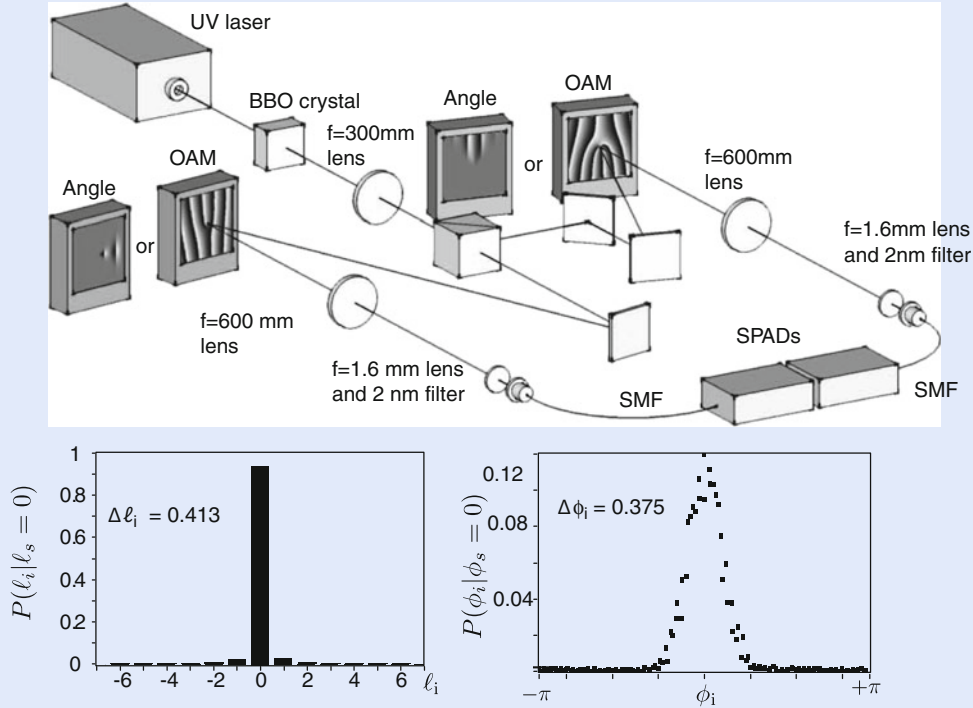 UV laser
BBO crystal
Angle
OAM
f=300mm
lens
or
f=600mm
lens
OAM
Angle
or
f=1.6mm lens
and 2nm filter
f=600 mm
lens
SPADs
f=1.6 mm lens
and 2 nm filter
SMF
SMF
P(ℓᵢ|ℓₛ = 0)
1
0.8
0.6
0.4
0.2
0
Δℓᵢ = 0.413
-6 -4 -2 0 2 4 6 ℓᵢ
P(ϕᵢ|ϕₛ = 0)
0.12
0.08
0.04
Δϕᵢ = 0.375
−π ϕᵢ +π